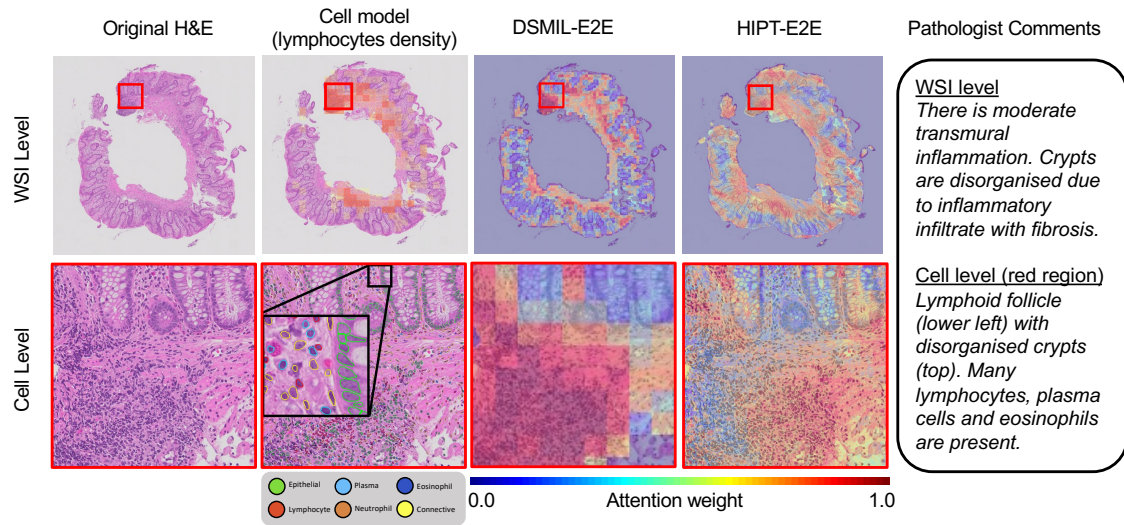 Original H&E
Cell model
(lymphocytes density)
DSMIL-E2E
HIPT-E2E
Pathologist Comments
WSI Level
Cell Level
WSI level
There is moderate
transmural
inflammation. Crypts
are disorganised due
to inflammatory
infiltrate with fibrosis.
Cell level (red region)
Lymphoid follicle
(lower left) with
disorganised crypts
(top). Many
lymphocytes, plasma
cells and eosinophils
are present.
Epithelial
Plasma
Eosinophil
Lymphocyte
Neutrophil
Connective
0.0
Attention weight
1.0